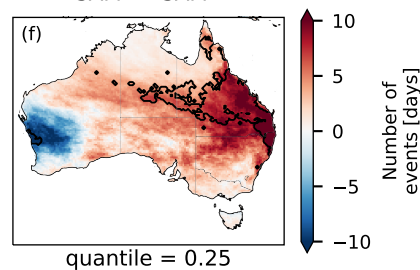 (f)
10
5
0
−5
−10
Number of
events [days]
quantile = 0.25